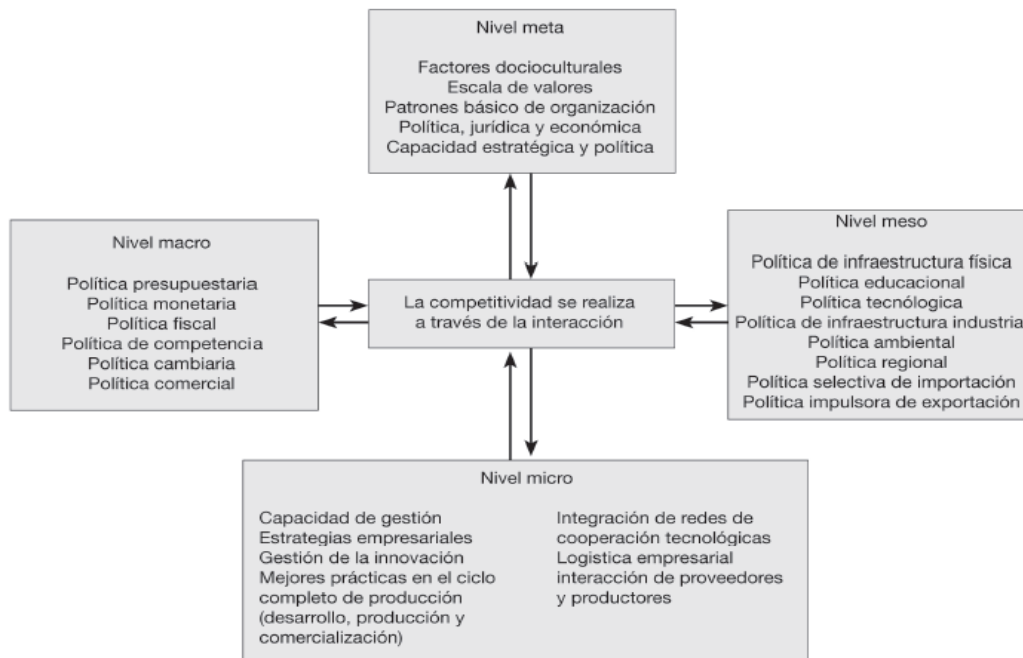 Nivel meta
Factores docioculturales
Escala de valores
Patrones básico de organización
Política, jurídica y económica
Capacidad estratégica y política
Nivel macro
Política presupuestaria
Política monetaria
Política fiscal
Política de competencia
Política cambiaria
Política comercial
La competitividad se realiza
a través de la interacción
Nivel meso
Política de infraestructura física
Política educacional
Política tecnólogica
Política de infraestructura industria
Política ambiental
Política regional
Política selectiva de importación
Política impulsora de exportación
Nivel micro
Capacidad de gestión
Estrategias empresariales
Gestión de la innovación
Mejores prácticas en el ciclo
completo de producción
(desarrollo, producción y
comercialización)
Integración de redes de
cooperación tecnológicas
Logistica empresarial
interacción de proveedores
y productores